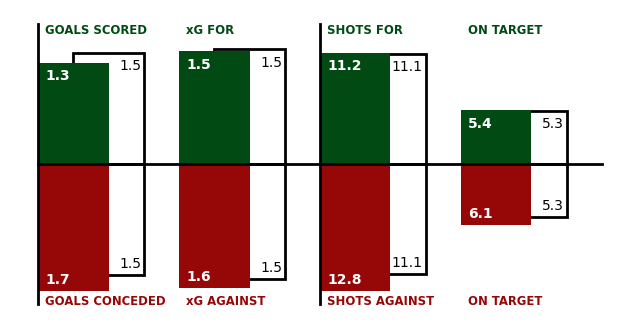 GOALS SCORED xG FOR SHOTS FOR ON TARGET
1.3 1.5 1.5 1.5 11.2 11.1 5.4 5.3
1.7 1.5 1.6 1.5 12.8 11.1 6.1 5.3
GOALS CONCEDED xG AGAINST SHOTS AGAINST ON TARGET